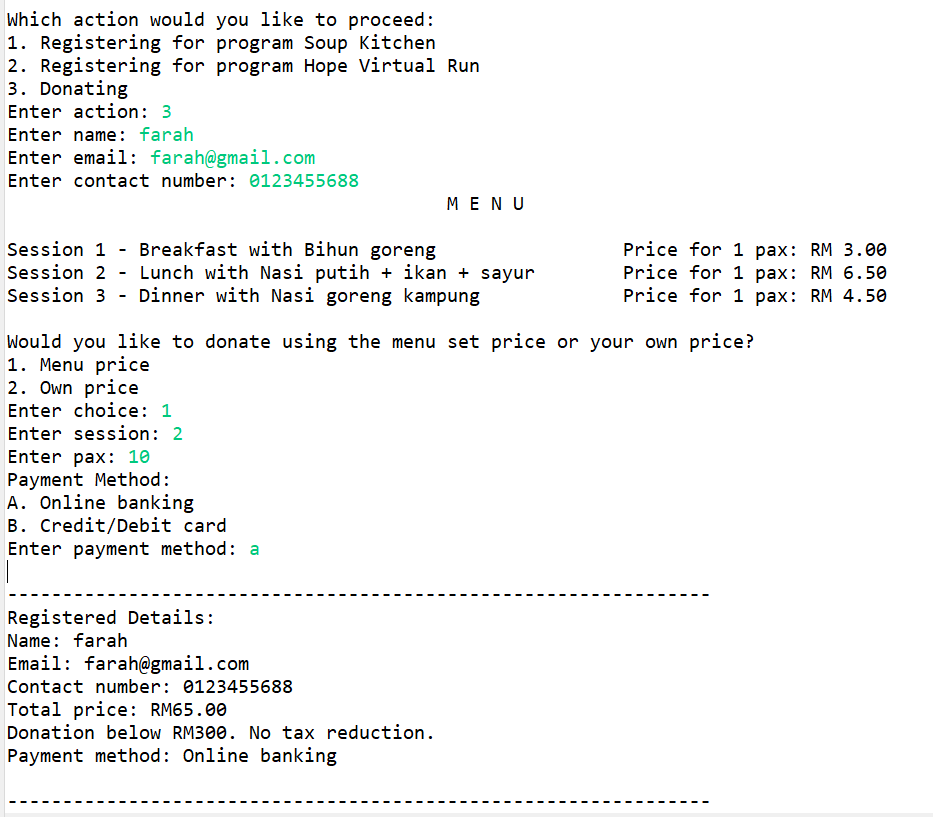 Which action would you like to proceed:
1. Registering for program Soup Kitchen
2. Registering for program Hope Virtual Run
3. Donating
Enter action: 3
Enter name: farah
Enter email: farah@gmail.com
Enter contact number: 0123455688
M E N U
Session 1 - Breakfast with Bihun goreng Price for 1 pax: RM 3.00
Session 2 - Lunch with Nasi putih + ikan + sayur Price for 1 pax: RM 6.50
Session 3 - Dinner with Nasi goreng kampung Price for 1 pax: RM 4.50
Would you like to donate using the menu set price or your own price?
1. Menu price
2. Own price
Enter choice: 1
Enter session: 2
Enter pax: 10
Payment Method:
A. Online banking
B. Credit/Debit card
Enter payment method: a
----------------------------------------------------------------
Registered Details:
Name: farah
Email: farah@gmail.com
Contact number: 0123455688
Total price: RM65.00
Donation below RM300. No tax reduction.
Payment method: Online banking
----------------------------------------------------------------